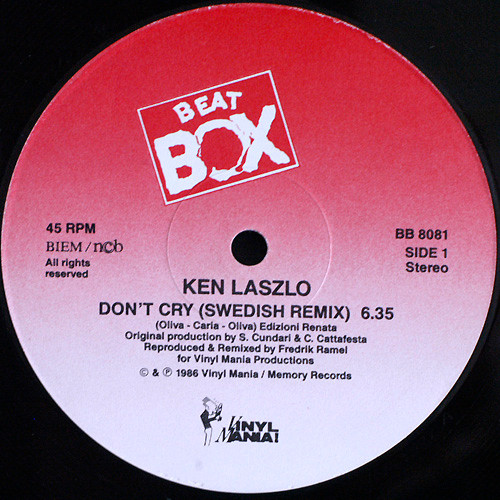 BEAT
BOX
45 RPM
BIEM / ncb
All rights
reserved
BB 8081
SIDE 1
Stereo
KEN LASZLO
DON'T CRY (SWEDISH REMIX) 6.35
(Oliva - Caria - Oliva) Edizioni Renata
Original production by S. Cundari & C. Cattafesta
Reproduced & Remixed by Fredrik Ramel
for Vinyl Mania Productions
© & ℗ 1986 Vinyl Mania / Memory Records
VINYL
MANIA!